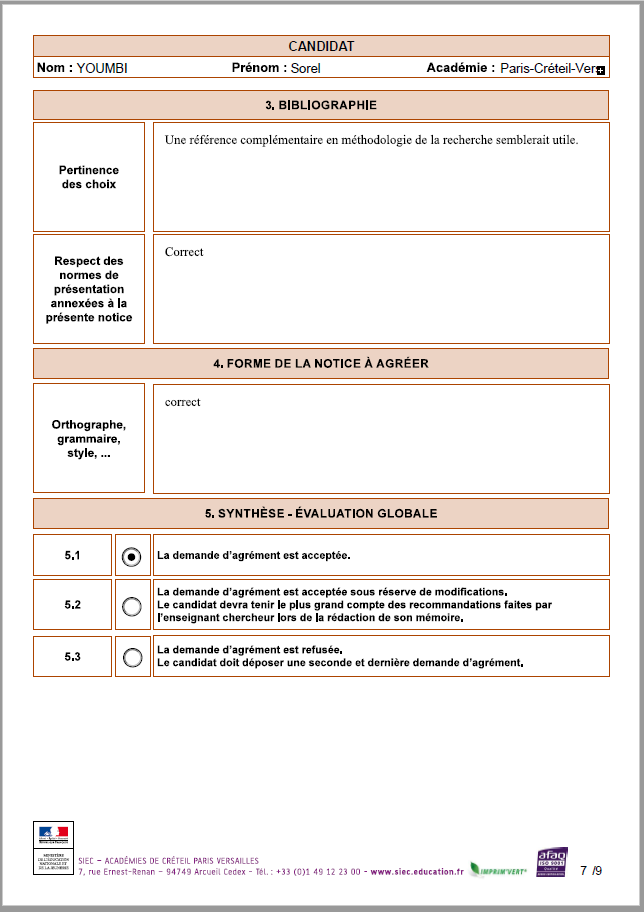 CANDIDAT
Nom : YOUMBI Prénom : Sorel Académie : Paris-Créteil-Vers
3. BIBLIOGRAPHIE
Pertinence
des choix
Une référence complémentaire en méthodologie de la recherche semblerait utile.
Respect des
normes de
présentation
annexées à la
présente notice
Correct
4. FORME DE LA NOTICE À AGRÉER
Orthographe,
grammaire,
style, ...
correct
5. SYNTHÈSE - ÉVALUATION GLOBALE
5.1 La demande d'agrément est acceptée.
5.2
La demande d'agrément est acceptée sous réserve de modifications.
Le candidat devra tenir le plus grand compte des recommandations faites par
l'enseignant chercheur lors de la rédaction de son mémoire.
5.3
La demande d'agrément est refusée.
Le candidat doit déposer une seconde et dernière demande d'agrément.
MINISTÈRE
DE L'ÉDUCATION
NATIONALE ET
DE LA JEUNESSE
SIEC – ACADÉMIES DE CRÉTEIL PARIS VERSAILLES
7, rue Ernest-Renan – 94749 Arcueil Cedex - Tél. : +33 (0)1 49 12 23 00 - www.siec.education.fr
IMPRIM'VERT®
afaq
ISO 9001
7 /9